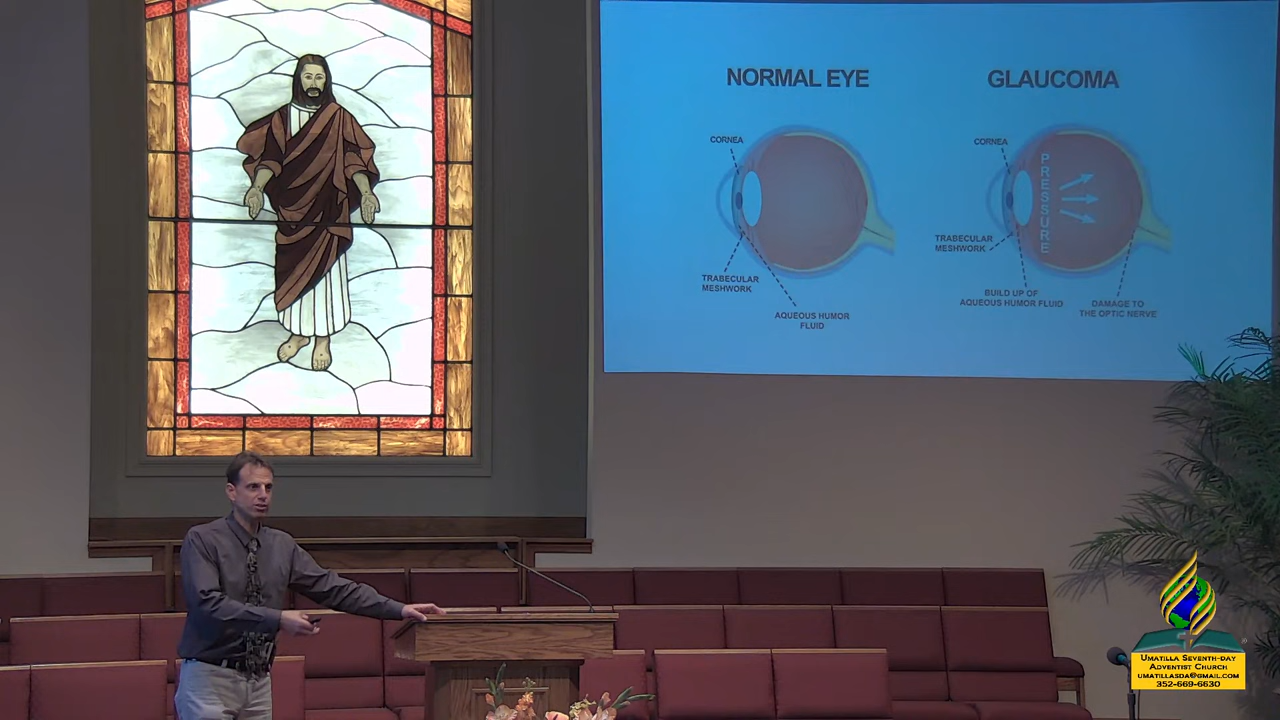 NORMAL EYE
CORNEA
TRABECULAR
MESHWORK
AQUEOUS HUMOR
FLUID
GLAUCOMA
CORNEA
PRESSURE
TRABECULAR
MESHWORK
BUILD UP OF
AQUEOUS HUMOR FLUID
DAMAGE TO
THE OPTIC NERVE
UMATILLA SEVENTH-DAY
ADVENTIST CHURCH
UMATILLASDA@GMAIL.COM
352-669-6630